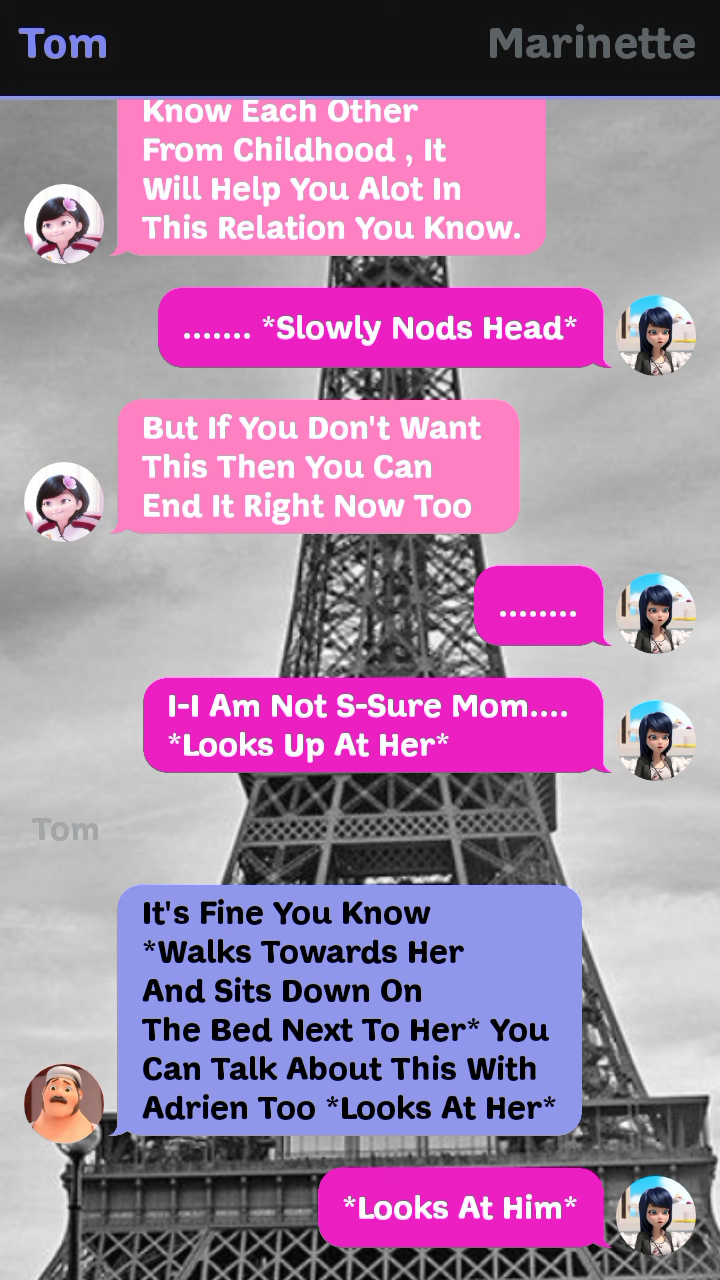 Tom
Marinette
Know Each Other
From Childhood , It
Will Help You Alot In
This Relation You Know.
....... *Slowly Nods Head*
But If You Don't Want
This Then You Can
End It Right Now Too
........
I-I Am Not S-Sure Mom....
*Looks Up At Her*
Tom
It's Fine You Know
*Walks Towards Her
And Sits Down On
The Bed Next To Her* You
Can Talk About This With
Adrien Too *Looks At Her*
*Looks At Him*